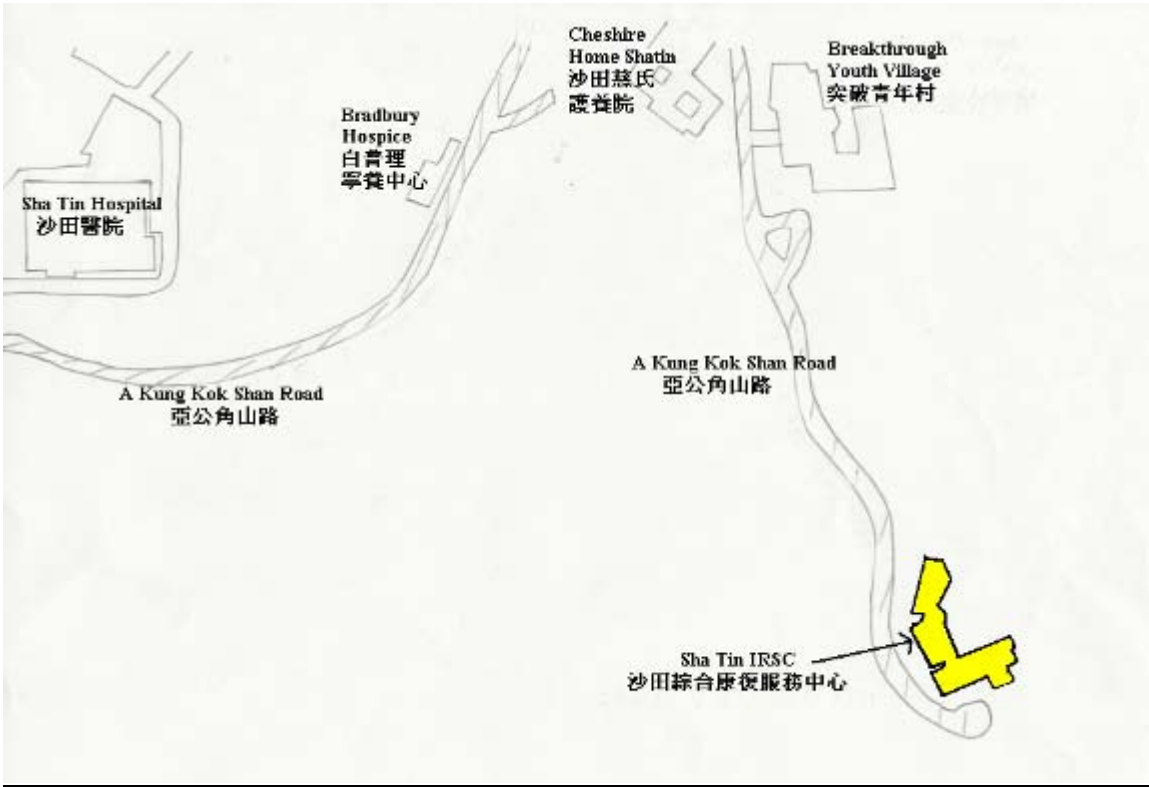 Cheshire
Home Shatin
沙田慈氏
護養院
Breakthrough
Youth Village
突破青年村
Bradbury
Hospice
白普理
寧養中心
Sha Tin Hospital
沙田醫院
A Kung Kok Shan Road
亞公角山路
A Kung Kok Shan Road
亞公角山路
Sha Tin IRSC
沙田綜合康復服務中心